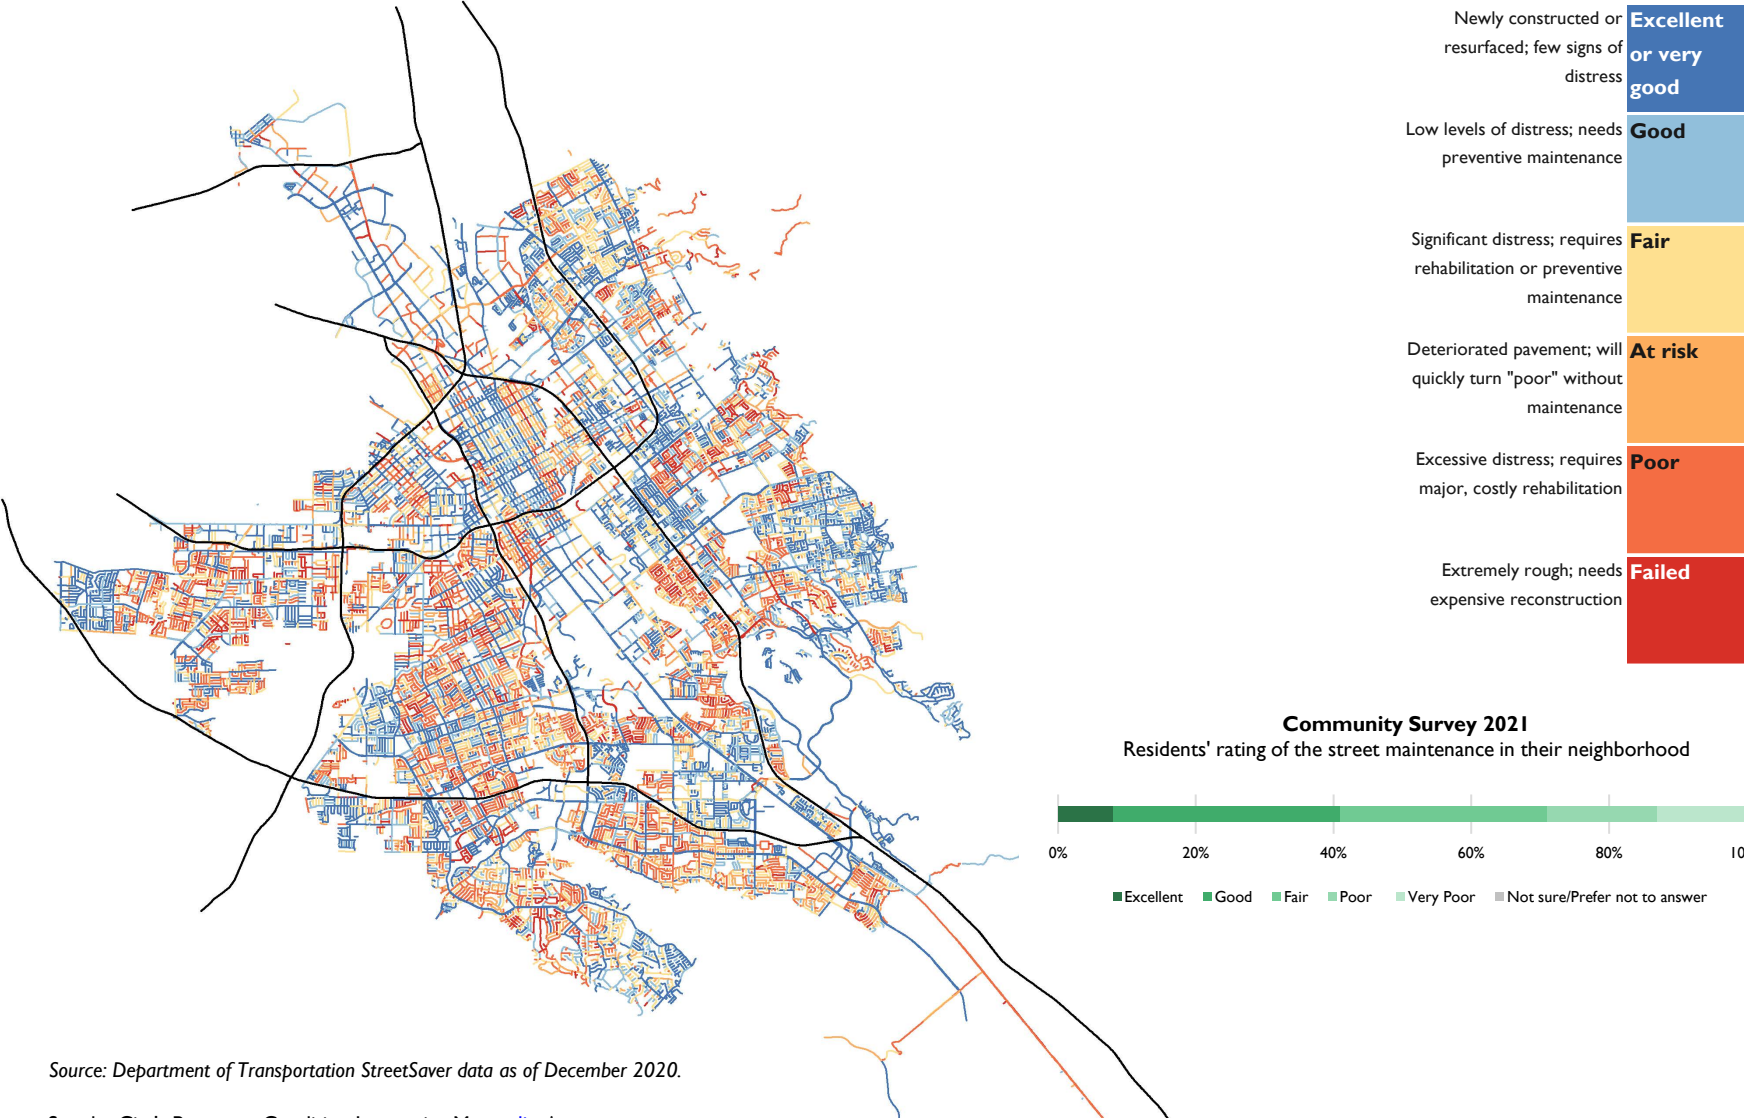 Newly constructed or
resurfaced; few signs of
distress
Excellent
or very
good
Low levels of distress; needs
preventive maintenance
Good
Significant distress; requires
rehabilitation or preventive
maintenance
Fair
Deteriorated pavement; will
quickly turn "poor" without
maintenance
At risk
Excessive distress; requires
major, costly rehabilitation
Poor
Extremely rough; needs
expensive reconstruction
Failed
Community Survey 2021
Residents' rating of the street maintenance in their neighborhood
0% 20% 40% 60% 80% 10
Excellent Good Fair Poor Very Poor Not sure/Prefer not to answer
Source: Department of Transportation StreetSaver data as of December 2020.